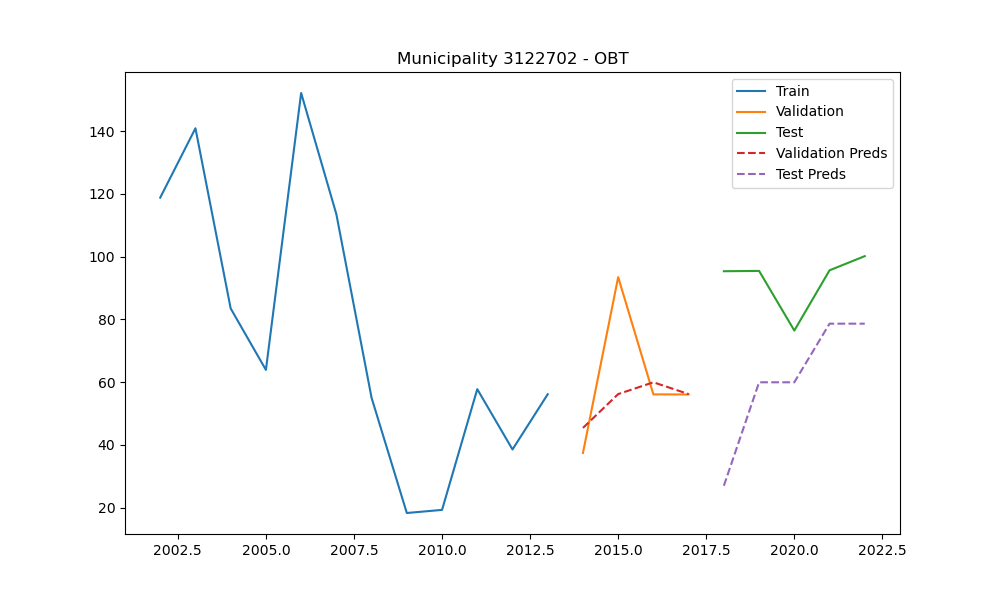 Municipality 3122702 - OBT
Train
Validation
Test
Validation Preds
Test Preds
140
120
100
80
60
40
20
2002.5 2005.0 2007.5 2010.0 2012.5 2015.0 2017.5 2020.0 2022.5